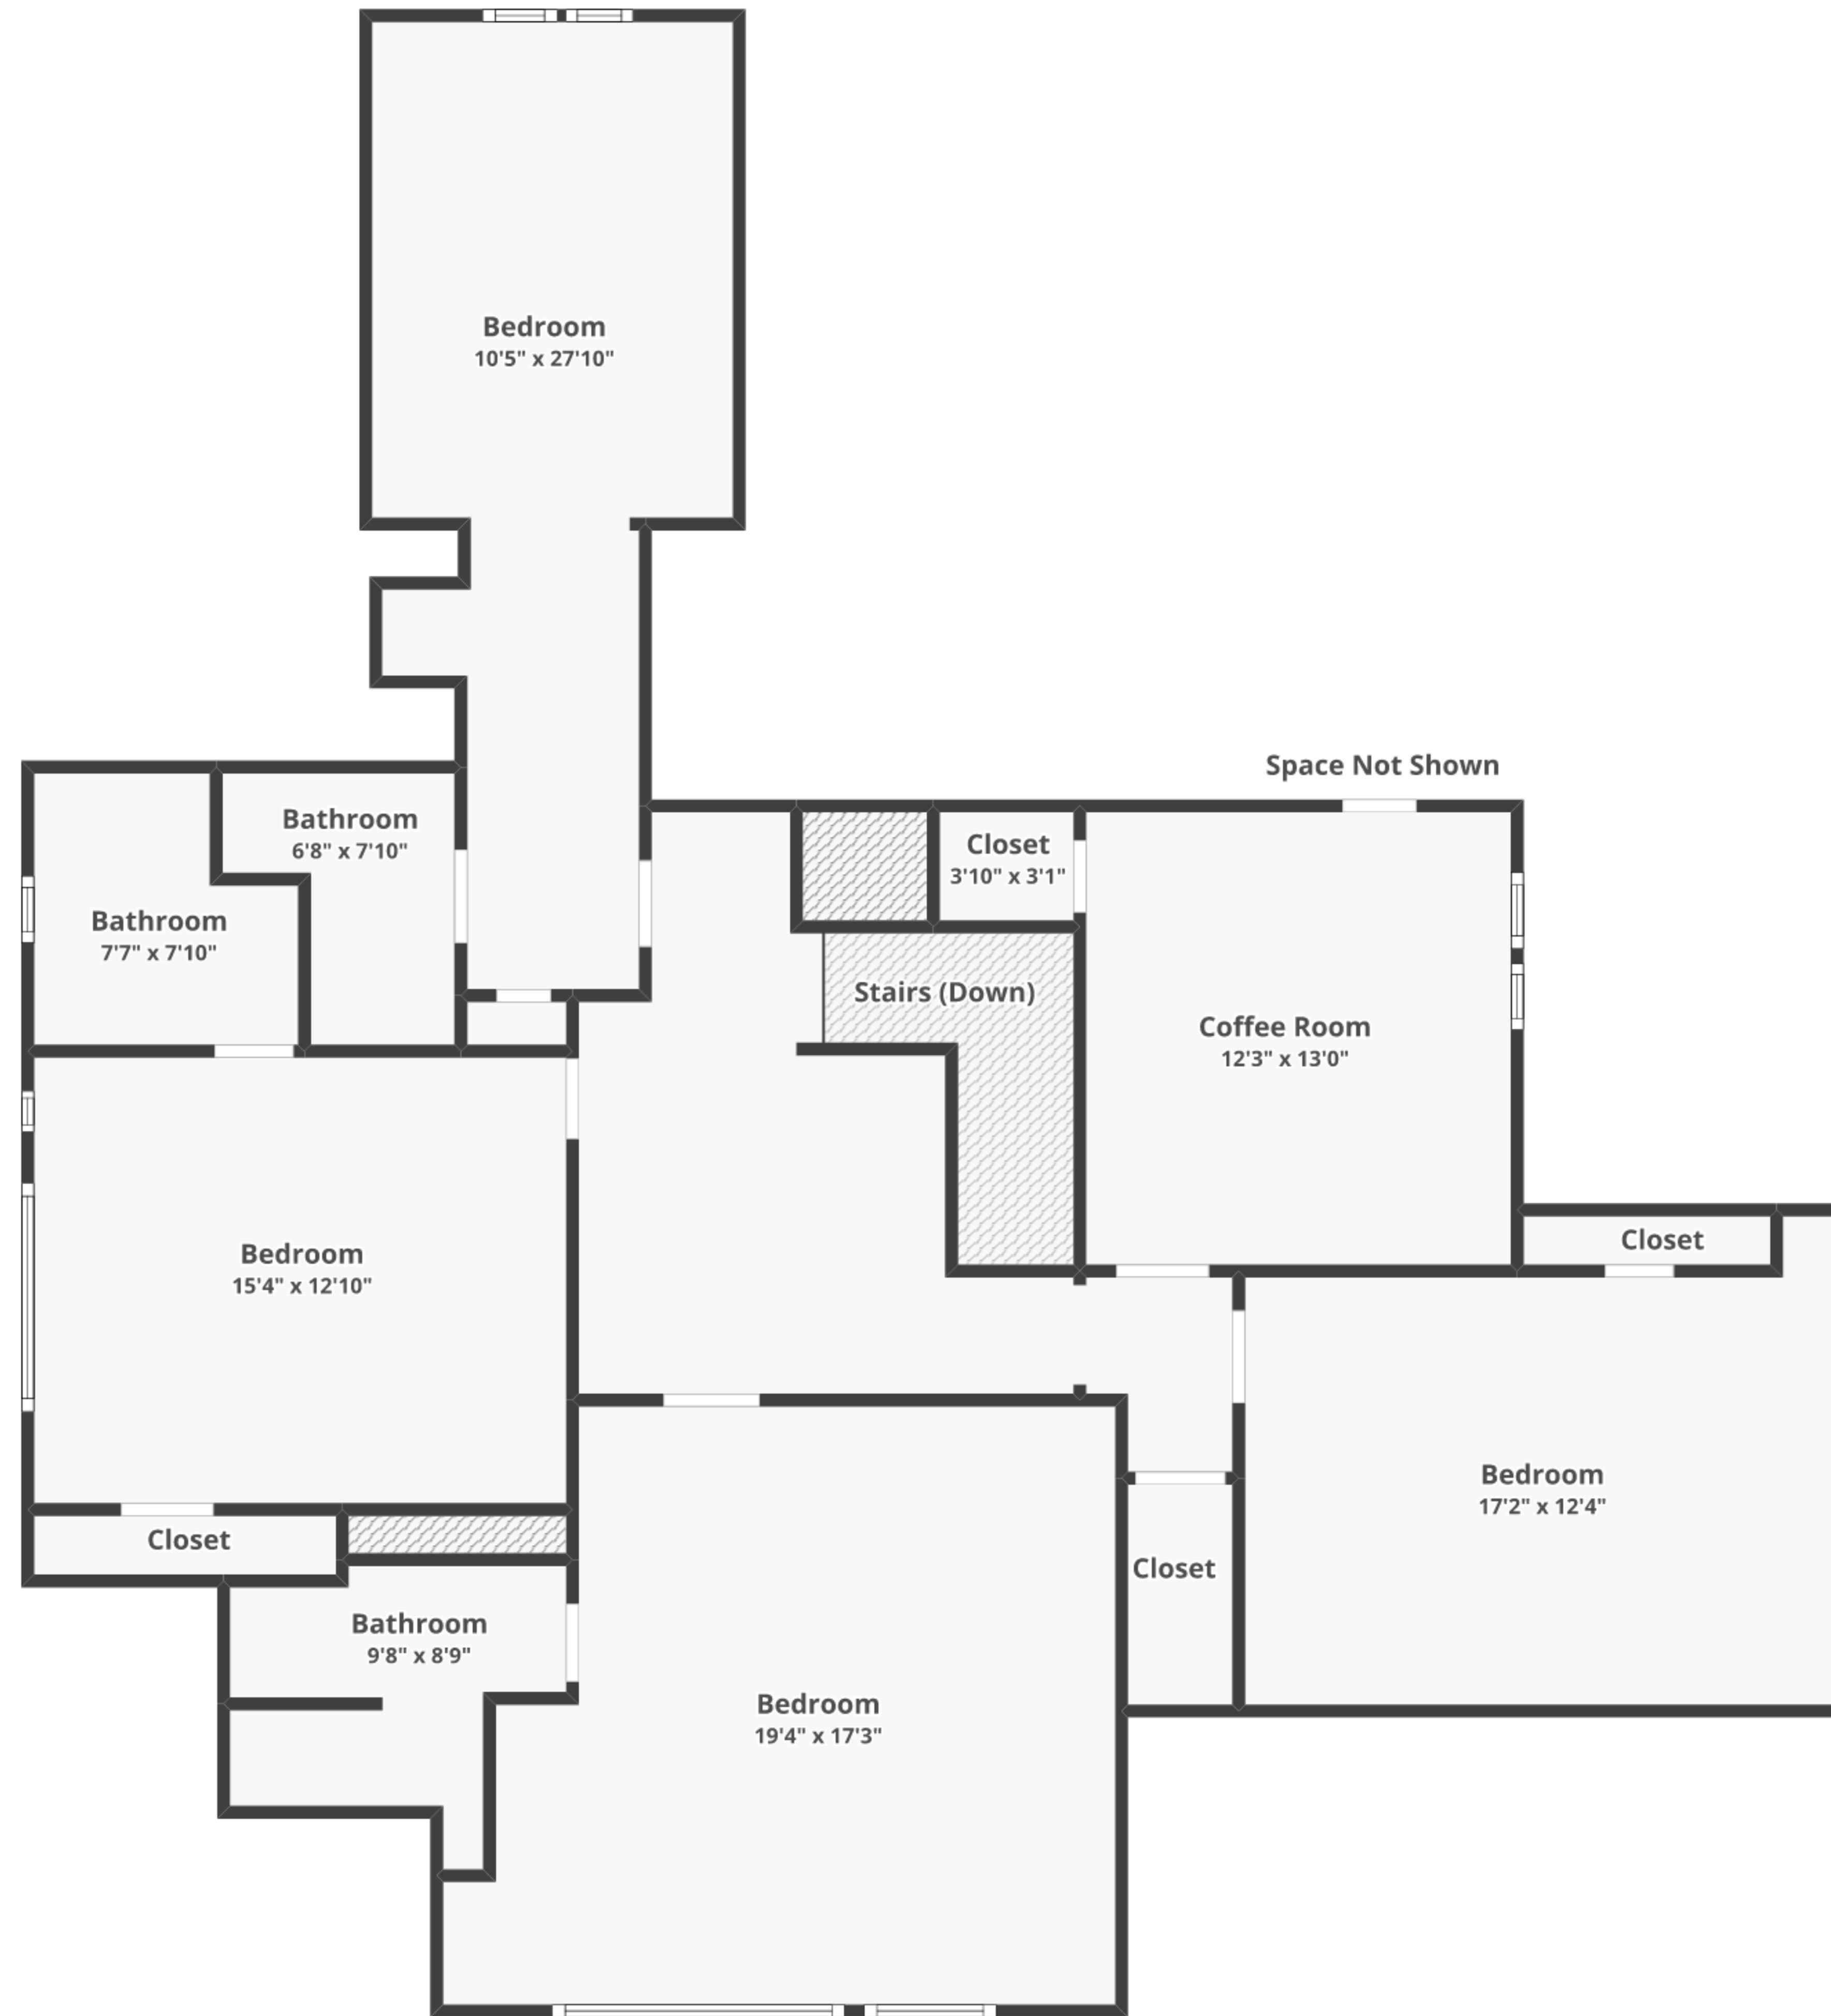 Bedroom
10'5" x 27'10"
Space Not Shown
Bathroom
6'8" x 7'10"
Closet
3'10" x 3'1"
Bathroom
7'7" x 7'10"
Stairs (Down)
Coffee Room
12'3" x 13'0"
Closet
Bedroom
15'4" x 12'10"
Bedroom
17'2" x 12'4"
Closet
Closet
Bathroom
9'8" x 8'9"
Bedroom
19'4" x 17'3"